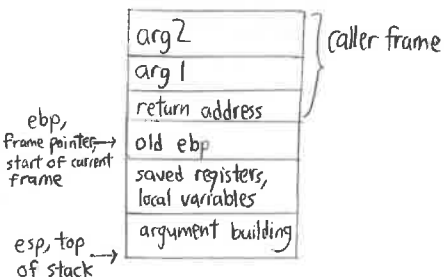 arg 2
caller frame
arg 1
return address
ebp,
frame pointer,
start of current
frame
old ebp
saved registers,
local variables
argument building
esp, top
of stack